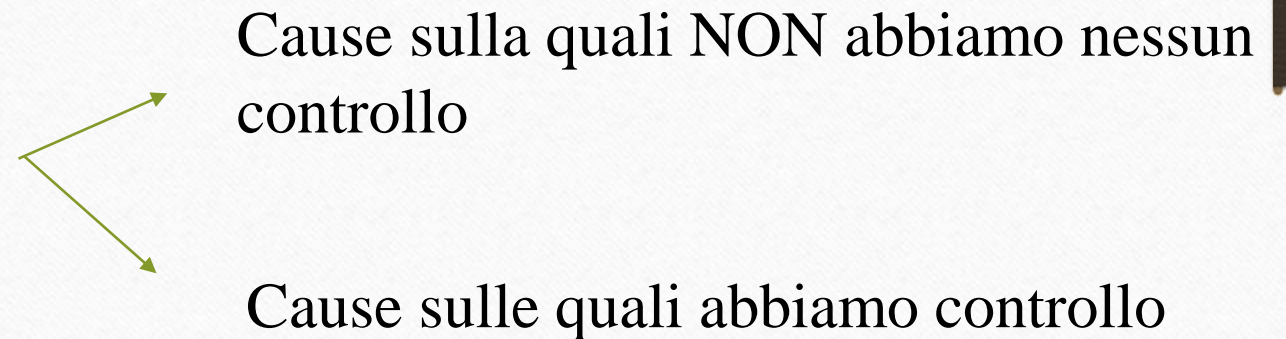 Cause sulla quali NON abbiamo nessun
controllo
Cause sulle quali abbiamo controllo